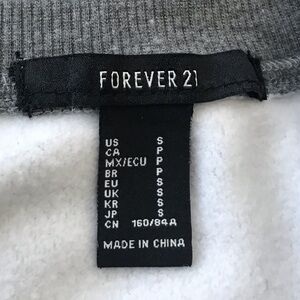 FOREVER 21
US S
CA P
MX/ECU P
BR P
EU S
UK S
KR S
JP S
CN 160/84A
MADE IN CHINA